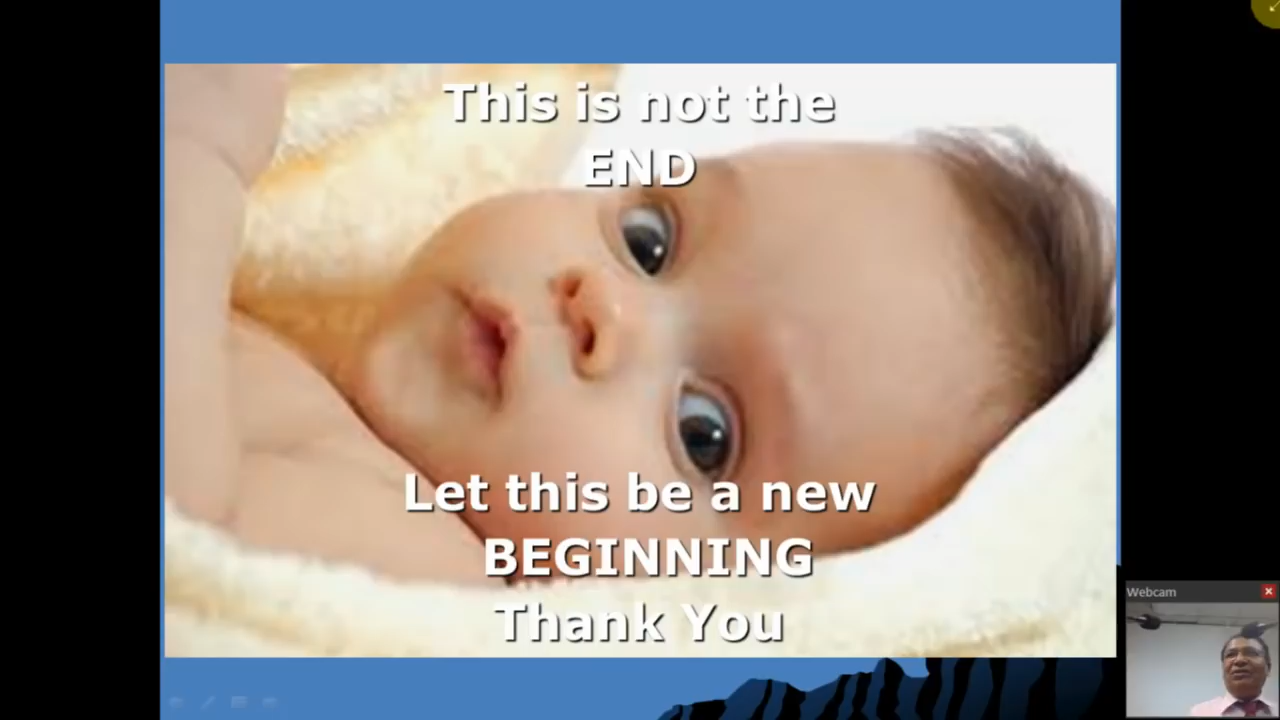 This is not the
END
Let this be a new
BEGINNING
Thank You
Webcam